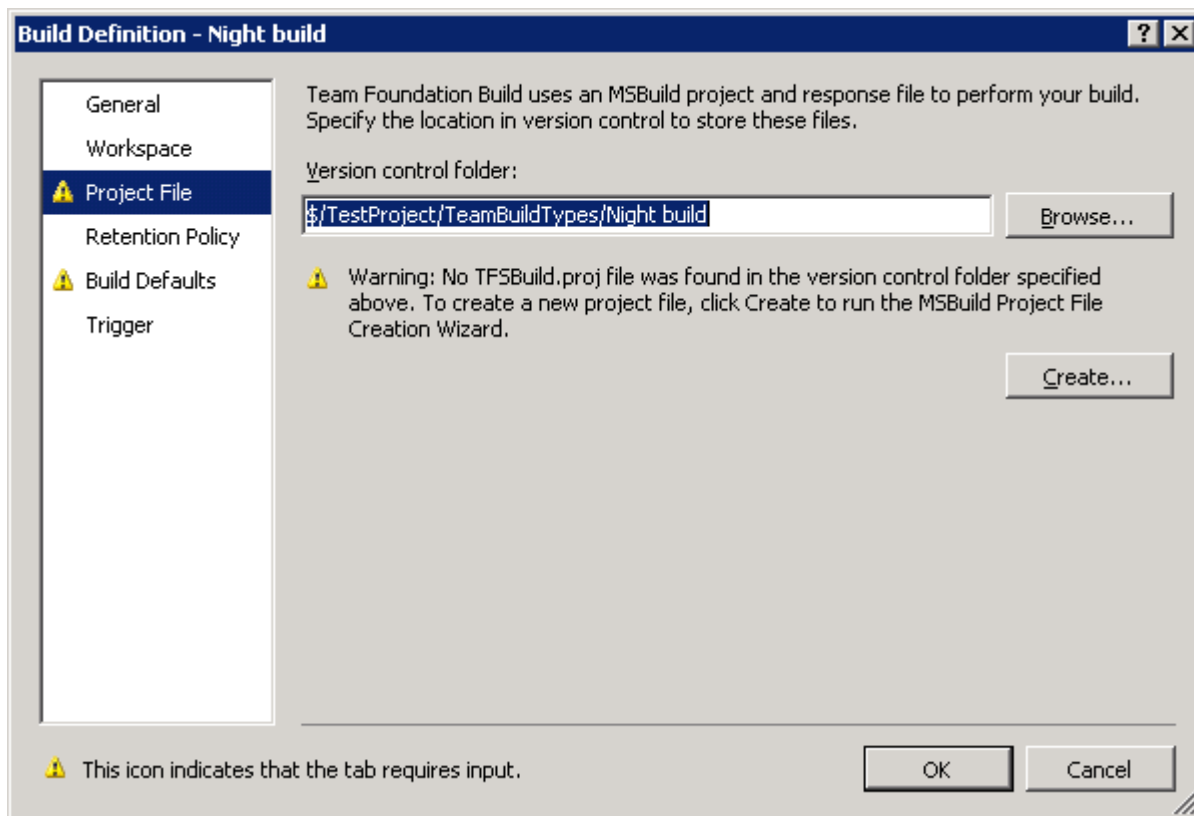 Build Definition - Night build
General
Workspace
Project File
Retention Policy
Build Defaults
Trigger
Team Foundation Build uses an MSBuild project and response file to perform your build.
Specify the location in version control to store these files.
Version control folder:
$/TestProject/TeamBuildTypes/Night build
Browse...
Warning: No TFSBuild.proj file was found in the version control folder specified
above. To create a new project file, click Create to run the MSBuild Project File
Creation Wizard.
Create...
This icon indicates that the tab requires input.
OK
Cancel